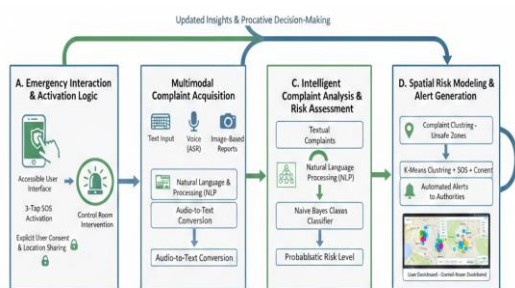 Updated Insights & Procative Decision-Making
A. Emergency Interaction
& Activation Logic
Accessible User
Interface
3-Tap SOS
Activation
Control Room
Intervention
Explicit User Consent
& Location Sharing
Multimodal
Complaint Acquisition
Text Input
Voice
(ASR)
Image-Based
Reports
Natural Language &
Processing (NLP
Audio-to-Text
Conversion
Audio-to-Text Conversion
C. Intelligent
Complaint Analysis &
Risk Assessment
Textual
Complaints
Natural Language
Processing (NLP)
Naive Bayes Classs
Classifier
Probablsatic Risk Level
D. Spatial Risk Modeling &
Alert Generation
Complaint Clustring -
Unsafe Zones
K-Means Clustring + SOS + Conent
Automated Alerts
to Authorities